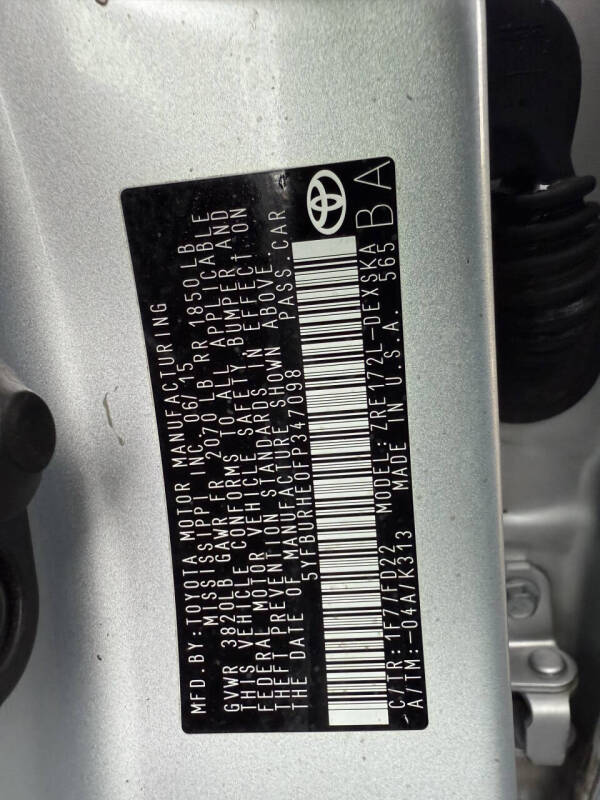 MFD.BY:TOYOTA MOTOR MANUFACTURING
MISSISSIPPI INC 06/15
GVWR 3820LB GAWR FR 2070 LB RR 1850 LB
THIS VEHICLE CONFORMS TO ALL APPLICABLE
FEDERAL MOTOR VEHICLE SAFETY, BUMPER AND
THEFT PREVENTION STANDARDS IN EFFECT ON
THE DATE OF MANUFACTURE SHOWN ABOVE.
5YFBURHE0FP347098 PASS.CAR
C/TR:1F7/FD22 MODEL:ZRE172L-DEXSKA
A/TM:-04A/K313 MADE IN U.S.A. 565
BA